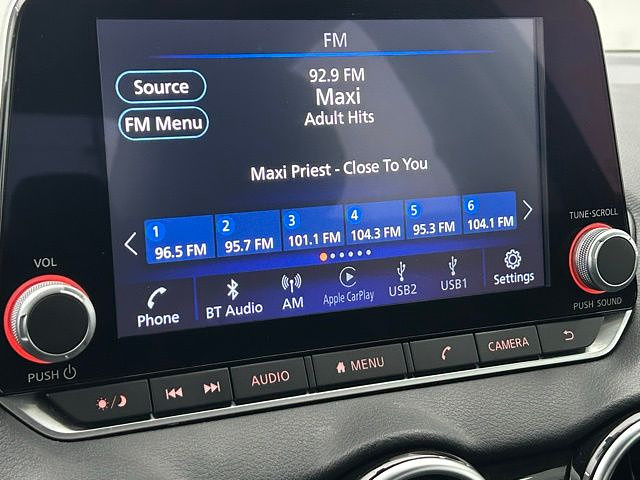 FM
Source
FM Menu
92.9 FM
Maxi
Adult Hits
Maxi Priest - Close To You
1
96.5 FM
2
95.7 FM
3
101.1 FM
4
104.3 FM
5
95.3 FM
6
104.1 FM
Phone
BT Audio
AM
Apple CarPlay
USB2
USB1
Settings
VOL
PUSH
TUNE·SCROLL
PUSH SOUND
AUDIO
MENU
CAMERA